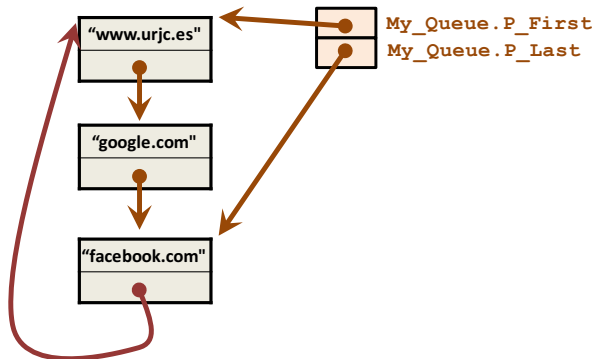 “www.urjc.es"
My_Queue.P_First
My_Queue.P_Last
“google.com"
“facebook.com"